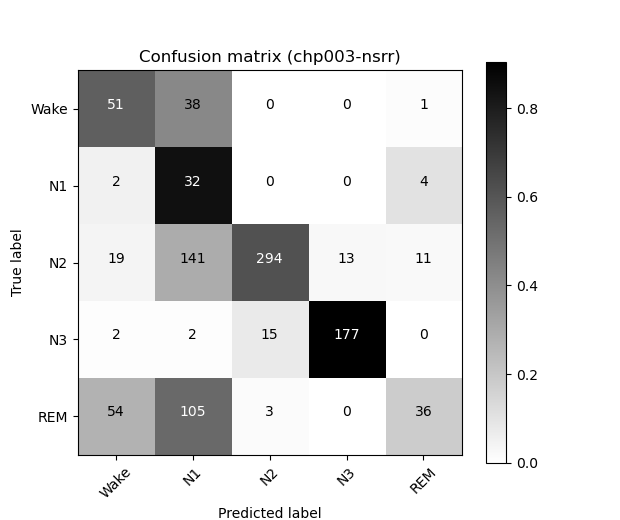 Confusion matrix (chp003-nsrr)
Wake 51 38 0 0 1
N1 2 32 0 0 4
N2 19 141 294 13 11
N3 2 2 15 177 0
REM 54 105 3 0 36
Wake N1 N2 N3 REM
Predicted label
True label
0.8
0.6
0.4
0.2
0.0